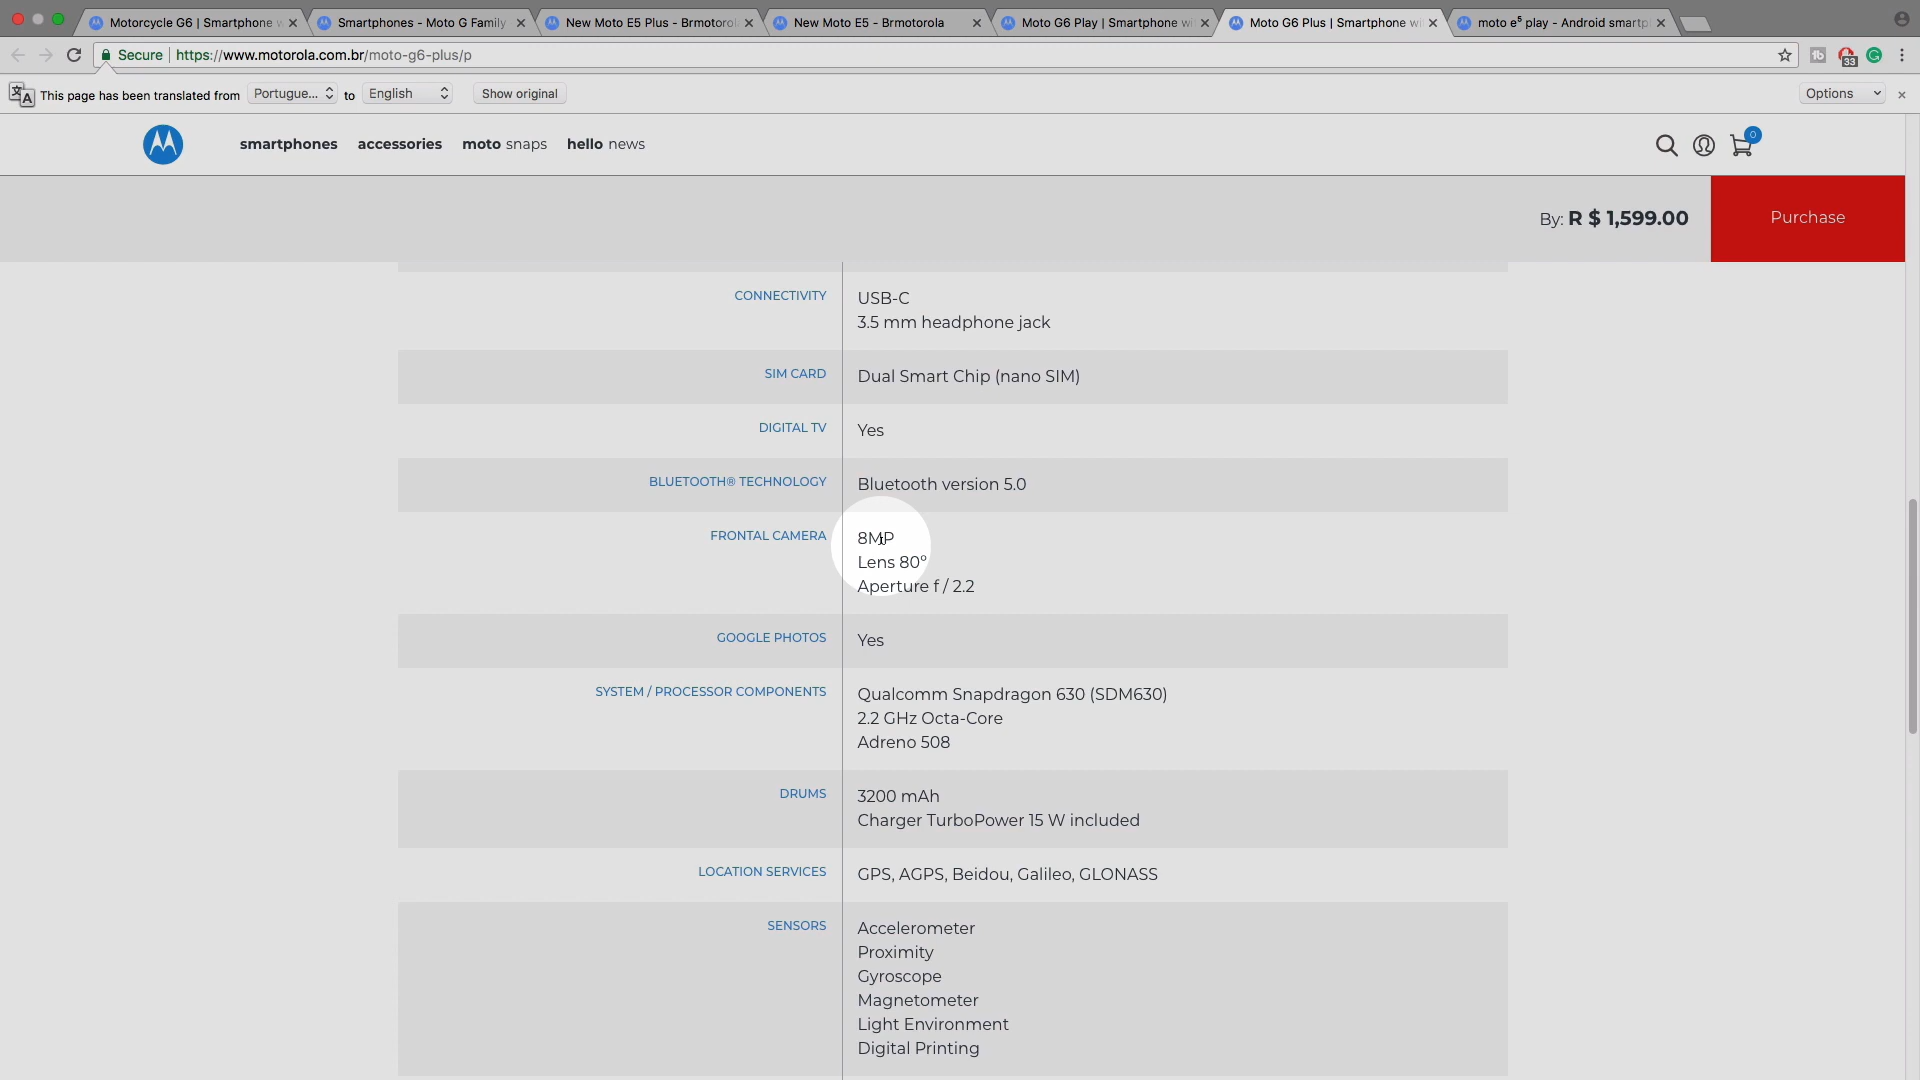 Motorcycle G6 | Smartphone w
Smartphones - Moto G Family
New Moto E5 Plus - Brmotorol
New Moto E5 - Brmotorola
Moto G6 Play | Smartphone wi
Moto G6 Plus | Smartphone wi
moto e⁵ play - Android smartp
Secure
https://www.motorola.com.br/moto-g6-plus/p
33
This page has been translated from
Portugue...
to
English
Show original
Options
smartphones
accessories
moto snaps
hello news
0
By: R $ 1,599.00
Purchase
CONNECTIVITY
USB-C
3.5 mm headphone jack
SIM CARD
Dual Smart Chip (nano SIM)
DIGITAL TV
Yes
BLUETOOTH® TECHNOLOGY
Bluetooth version 5.0
FRONTAL CAMERA
8MP
Lens 80º
Aperture f / 2.2
GOOGLE PHOTOS
Yes
SYSTEM / PROCESSOR COMPONENTS
Qualcomm Snapdragon 630 (SDM630)
2.2 GHz Octa-Core
Adreno 508
DRUMS
3200 mAh
Charger TurboPower 15 W included
LOCATION SERVICES
GPS, AGPS, Beidou, Galileo, GLONASS
SENSORS
Accelerometer
Proximity
Gyroscope
Magnetometer
Light Environment
Digital Printing